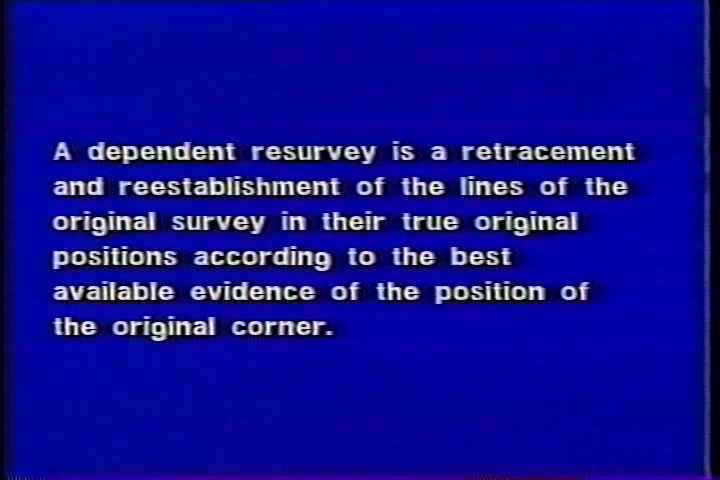 A dependent resurvey is a retracement
and reestablishment of the lines of the
original survey in their true original
positions according to the best
available evidence of the position of
the original corner.